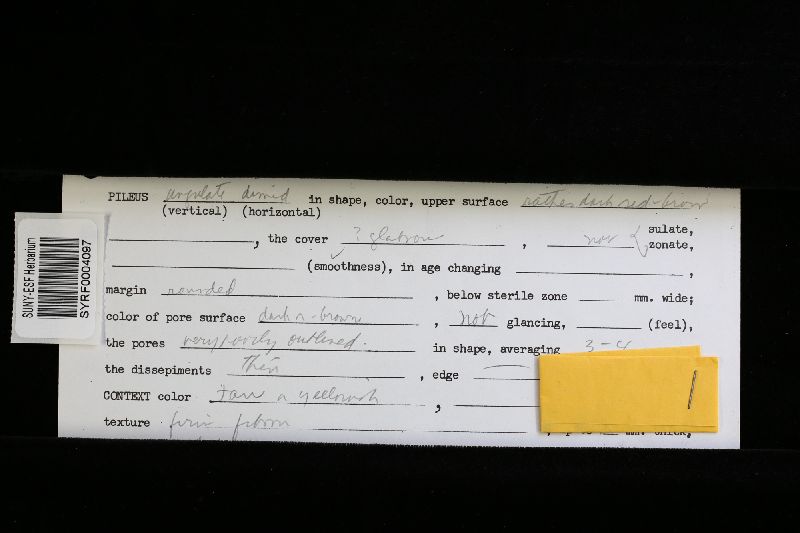 PILEUS ungulate dimid in shape, color, upper surface rather dark red-brown
(vertical) (horizontal)
, the cover ? glabrous , not { sulate,
zonate,
(smoothness), in age changing ,
margin rounded , below sterile zone mm. wide;
color of pore surface dark r-brown , not glancing, (feel),
the pores very poorly outlined. in shape, averaging 3-4
the dissepiments thin , edge
CONTEXT color yellowish ,
texture firm fibrous mm. thick,
SUNY-ESF Herbarium
SYRF0004097